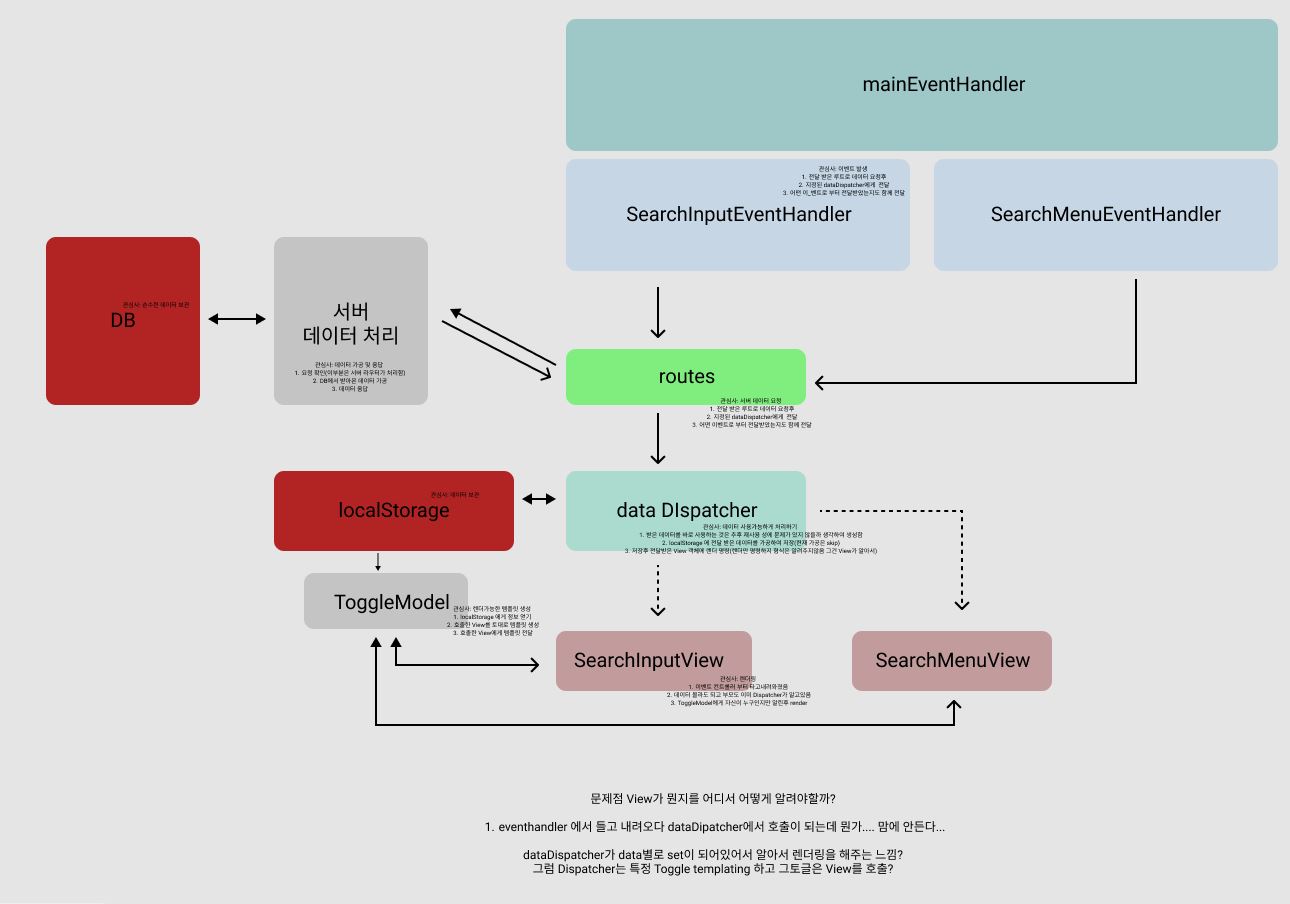 mainEventHandler
관심사: 이벤트 발생
1. 전달 받은 루트로 데이터 요청후
2. 지정된 dataDispatcher에게 전달
3. 어떤 이_벤트로 부터 전달받았는지도 함께 전달
SearchInputEventHandler
SearchMenuEventHandler
관심사: 순수한 데이터 보관
DB
서버
데이터 처리
관심사: 데이터 가공 및 응답
1. 요청 확인(이부분은 서버 라우터가 처리함)
2. DB에서 받아온 데이터 가공
3. 데이터 응답
routes
관심사: 서버 데이터 요청
1. 전달 받은 루트로 데이터 요청후
2. 지정된 dataDispatcher에게 전달
3. 어떤 이벤트로 부터 전달받았는지도 함께 전달
관심사: 데이터 보관
localStorage
data DIspatcher
관심사: 데이터 사용가능하게 처리하기
1. 받은 데이터를 바로 사용하는 것은 추후 재사용 성에 문제가 있지 않을까 생각하여 생성함
2. localStorage 에 전달 받은 데이터를 가공하여 저장(현재 가공은 skip)
3. 저장후 전달받은 View 객체에 렌더 명령(렌더만 명령하지 형식은 알려주지않음 그건 View가 알아서)
ToggleModel
관심사: 렌더가능한 템플릿 생성
1. localStorage 에게 정보 얻기
2. 호출한 View를 토대로 템플릿 생성
3. 호출한 View에게 템플릿 전달
SearchInputView
관심사: 렌더링
1. 이벤트 컨트롤러 부터 타고내려와졌음
2. 데이터 몰라도 되고 부모도 이미 Dispatcher가 알고있음
3. ToggleModel에게 자신이 누구인지만 알린후 render
SearchMenuView
문제점 View가 뭔지를 어디서 어떻게 알려야할까?
1. eventhandler 에서 들고 내려오다 dataDipatcher에서 호출이 되는데 뭔가.... 맘에 안든다...
dataDispatcher가 data별로 set이 되어있어서 알아서 렌더링을 해주는 느낌?
그럼 Dispatcher는 특정 Toggle templating 하고 그토글은 View를 호출?